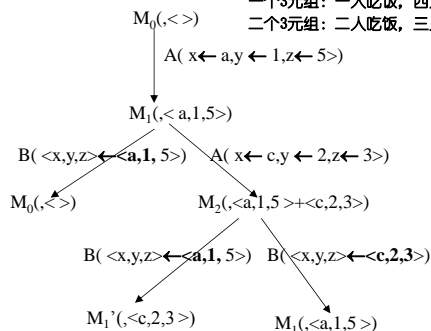 一个3元组：一人吃饭，四
M₀(,< >)
二个3元组：二人吃饭，三
A( x← a,y ← 1,z← 5>)
M₁(,< a,1,5>)
B( <x,y,z>←<a,1, 5>) A( x← c,y ← 2,z← 3>)
M₀(,< >) M₂(,<a,1,5 >+<c,2,3>)
B( <x,y,z>←<a,1, 5>) B( <x,y,z>←<c,2,3>)
M₁’(,<c,2,3 >) M₁(,<a,1,5>)